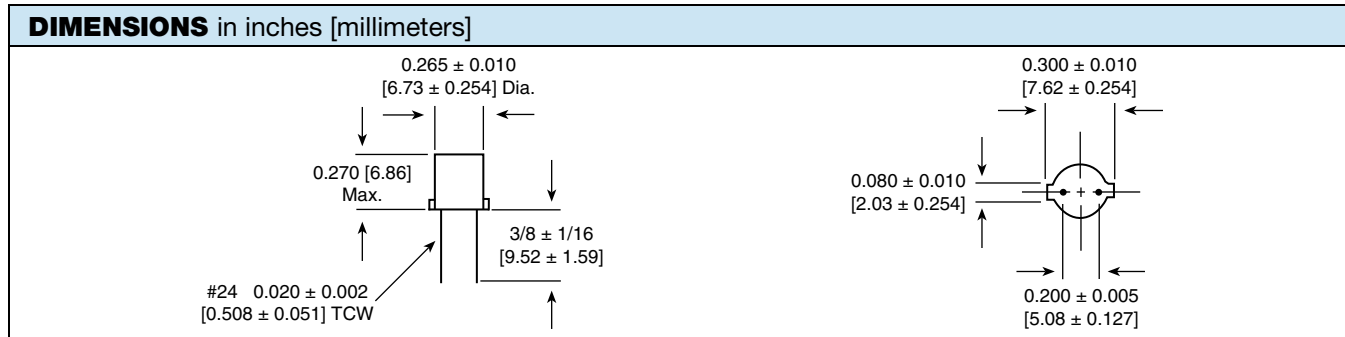 DIMENSIONS in inches [millimeters]
0.265 ± 0.010
[6.73 ± 0.254] Dia.
0.270 [6.86]
Max.
3/8 ± 1/16
[9.52 ± 1.59]
#24 0.020 ± 0.002
[0.508 ± 0.051] TCW
0.300 ± 0.010
[7.62 ± 0.254]
0.080 ± 0.010
[2.03 ± 0.254]
0.200 ± 0.005
[5.08 ± 0.127]